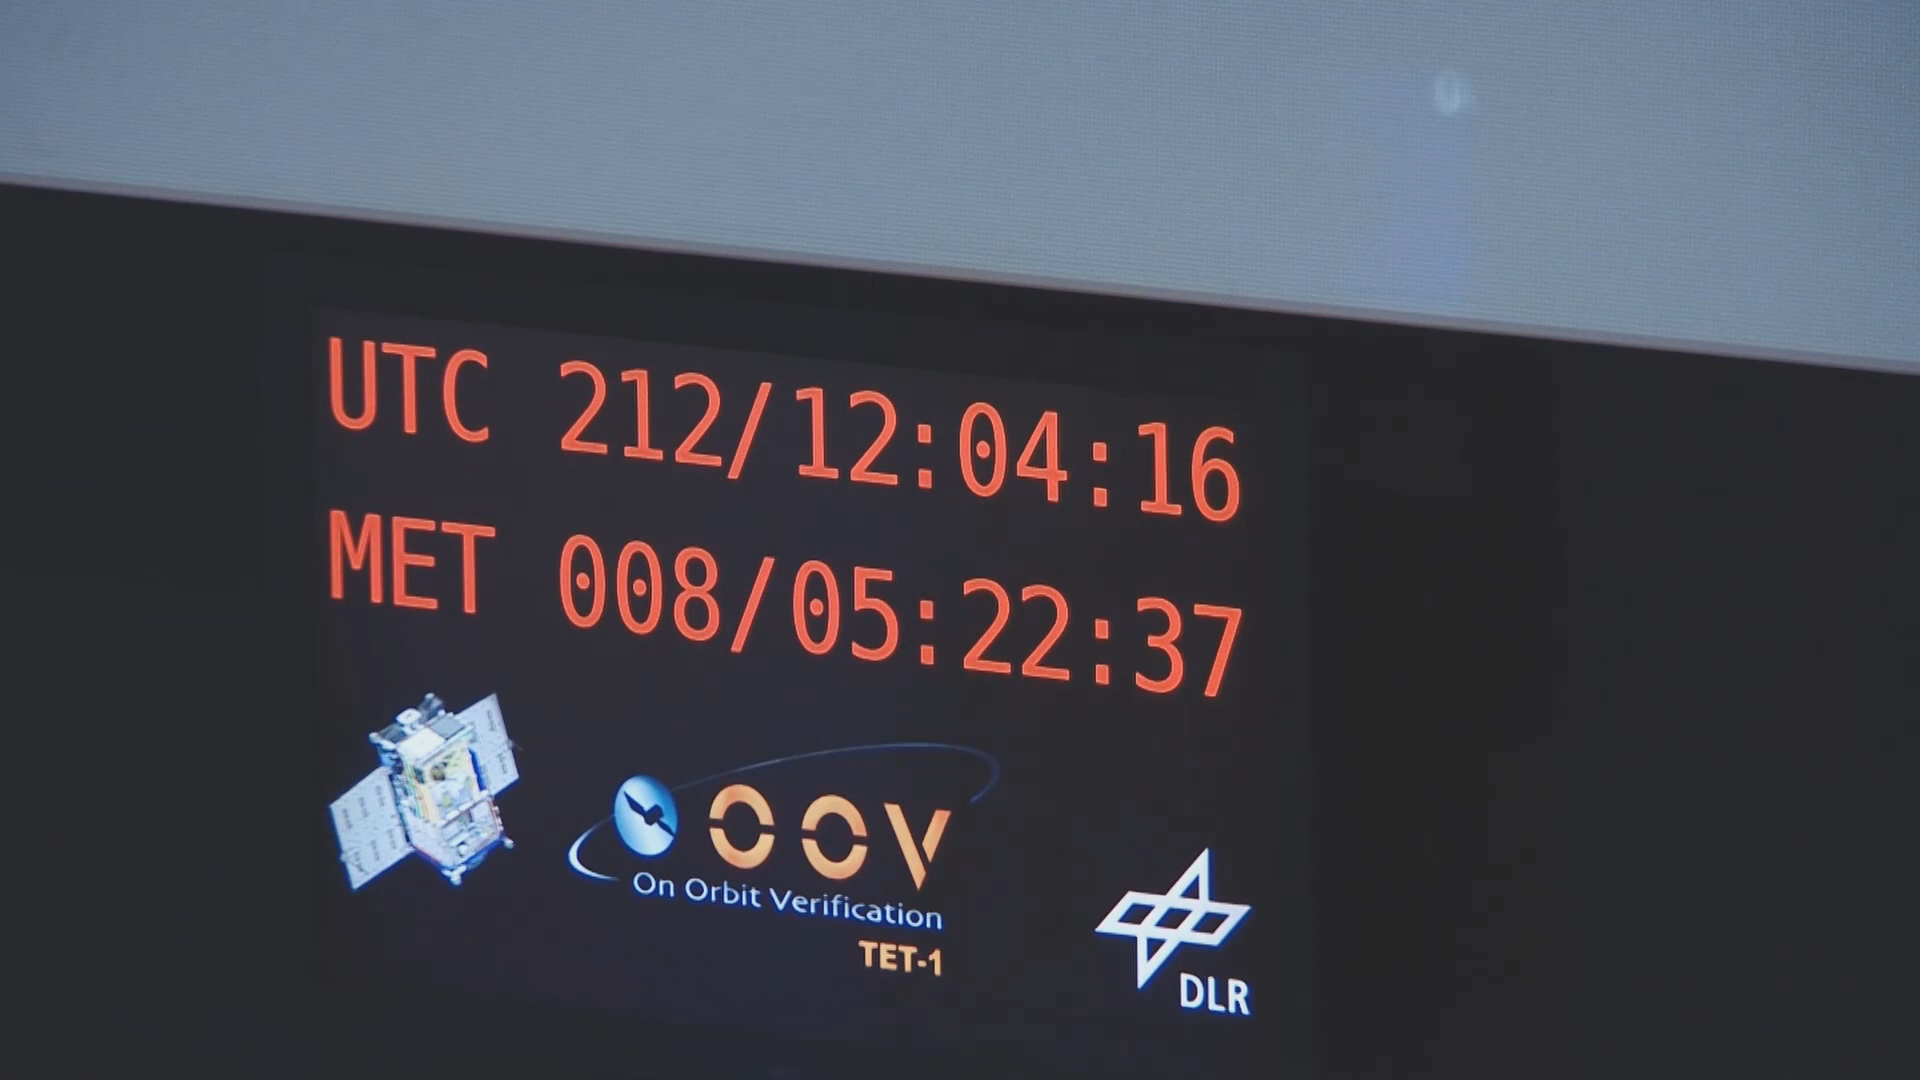 UTC 212/12:04:16
MET 008/05:22:37
OOV
On Orbit Verification
TET-1
DLR